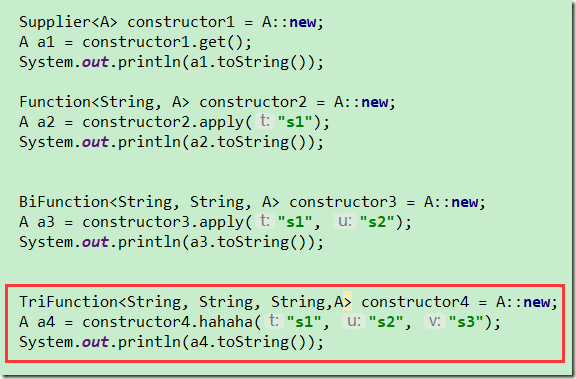 Supplier<A> constructor1 = A::new;
A a1 = constructor1.get();
System.out.println(a1.toString());
Function<String, A> constructor2 = A::new;
A a2 = constructor2.apply( t: "s1");
System.out.println(a2.toString());
BiFunction<String, String, A> constructor3 = A::new;
A a3 = constructor3.apply( t: "s1", u: "s2");
System.out.println(a3.toString());
TriFunction<String, String, String,A> constructor4 = A::new;
A a4 = constructor4.hahaha( t: "s1", u: "s2", v: "s3");
System.out.println(a4.toString());